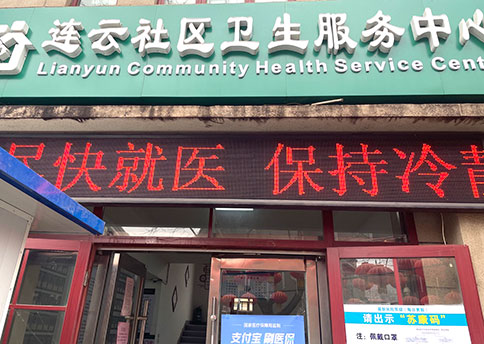 连云社区卫生服务中心
Lianyun Community Health Service Cent
尽快就医 保持冷静
请出示“苏康码”
注：佩戴口罩
支付宝 刷医保